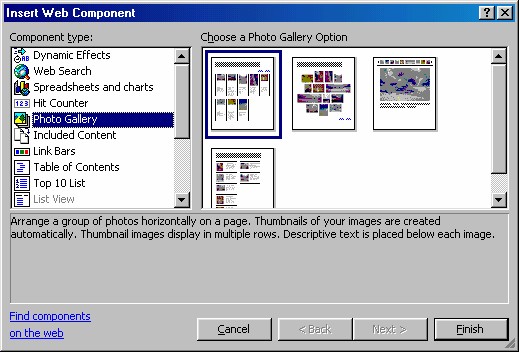 Insert Web Component
Component type:
Choose a Photo Gallery Option
Dynamic Effects
Web Search
Spreadsheets and charts
Hit Counter
Photo Gallery
Included Content
Link Bars
Table of Contents
Top 10 List
List View
Arrange a group of photos horizontally on a page. Thumbnails of your images are created
automatically. Thumbnail images display in multiple rows. Descriptive text is placed below each image.
Find components
on the web
Cancel
< Back
Next >
Finish